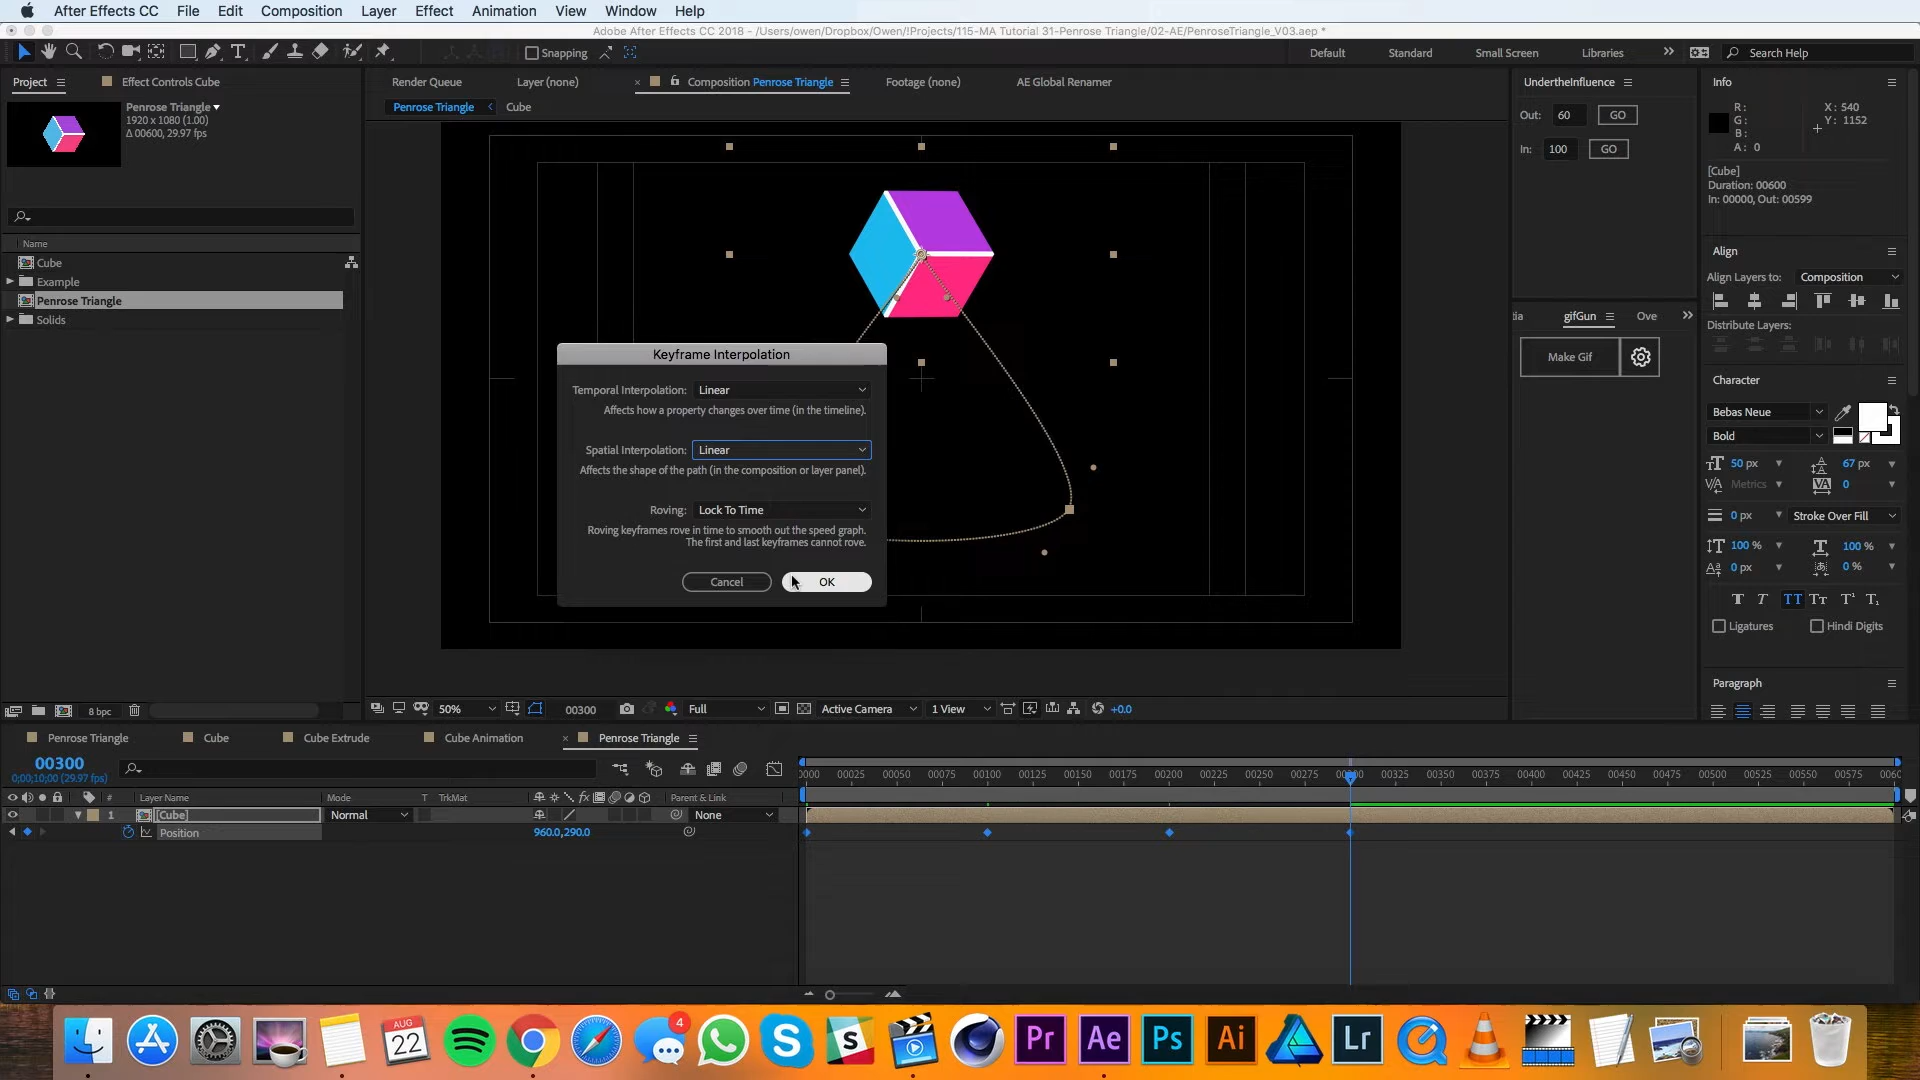 After Effects CC File Edit Composition Layer Effect Animation View Window Help
Adobe After Effects CC 2018 - /Users/owen/Dropbox/Owen/!Projects/115-MA Tutorial 31-Penrose Triangle/02-AE/PenroseTriangle_V03.aep *
Snapping Default Standard Small Screen Libraries Search Help
Project Effect Controls Cube Render Queue Layer (none) Composition Penrose Triangle Footage (none) AE Global Renamer UndertheInfluence Info
Penrose Triangle
1920 x 1080 (1.00)
Δ 00600, 29.97 fps
Penrose Triangle Cube
Out: 60 GO
In: 100 GO
R: X: 540
G: Y: 1152
B:
A: 0
[Cube]
Duration: 00600
In: 00000, Out: 00599
Name
Cube
Example
Penrose Triangle
Solids
Align
Align Layers to: Composition
Distribute Layers:
tia gifGun Ove
Make Gif
Keyframe Interpolation
Temporal Interpolation: Linear
Affects how a property changes over time (in the timeline).
Spatial Interpolation: Linear
Affects the shape of the path (in the composition or layer panel).
Roving: Lock To Time
Roving keyframes rove in time to smooth out the speed graph.
The first and last keyframes cannot rove.
Cancel OK
Character
Bebas Neue
Bold
50 px 67 px
Metrics 0
0 px Stroke Over Fill
100 % 100 %
0 px 0 %
Ligatures Hindi Digits
Paragraph
8 bpc 50% 00300 Full Active Camera 1 View +0.0
Penrose Triangle Cube Cube Extrude Cube Animation Penrose Triangle
00300
0;00;10;00 (29.97 fps)
0000 00025 00050 00075 00100 00125 00150 00175 00200 00225 00250 00275 00325 00350 00375 00400 00425 00450 00475 00500 00525 00550 00575 0060
# Layer Name Mode T TrkMat Parent & Link
1 [Cube] Normal None
Position 960.0,290.0
AUG
22
4
Pr Ae Ps Ai Lr